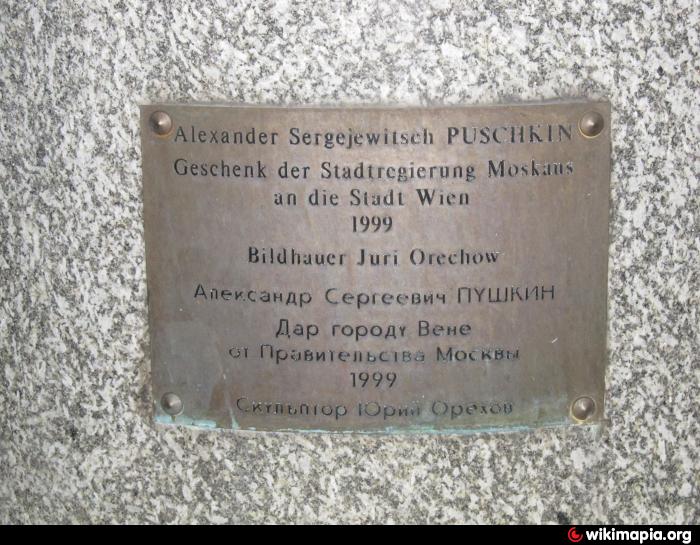 Alexander Sergejewitsch PUSCHKIN
Geschenk der Stadtregierung Moskaus
an die Stadt Wien
1999
Bildhauer Juri Orechow
Александр Сергеевич ПУШКИН
Дар городу Вене
от Правительства Москвы
1999
Скульптор Юрий Орехов
wikimapia.org